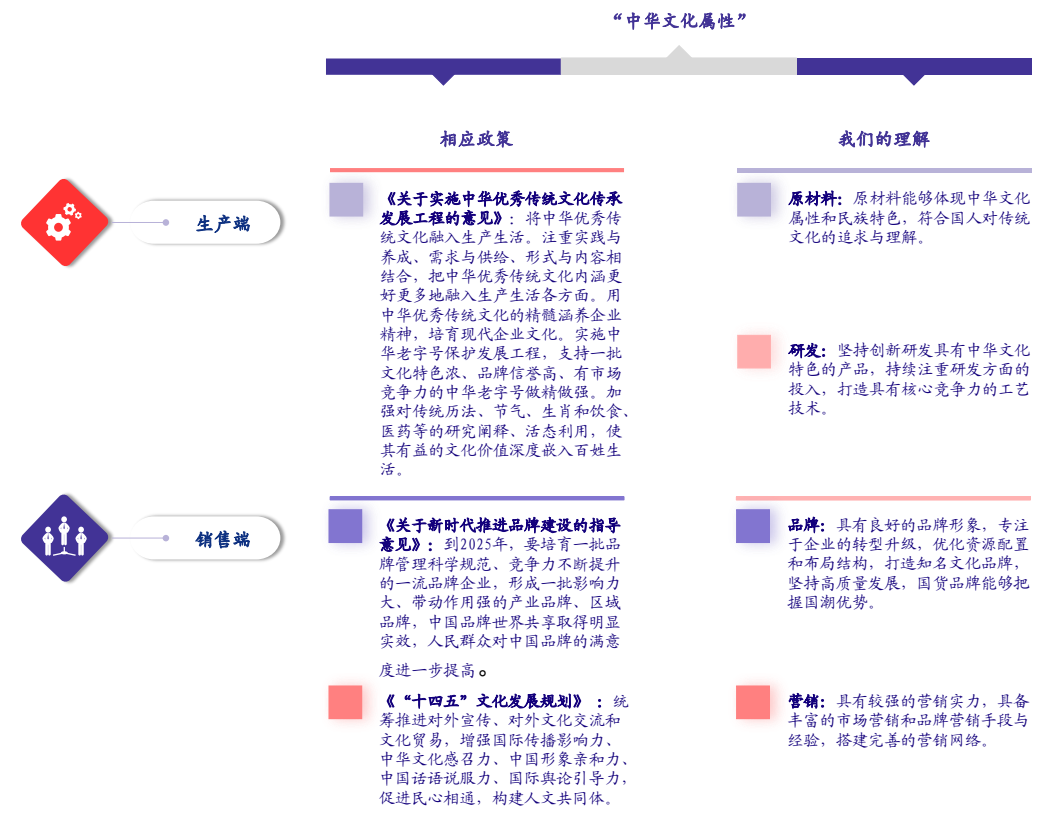 “中华文化属性”
相应政策
我们的理解
生产端
《关于实施中华优秀传统文化传承
发展工程的意见》：将中华优秀传
统文化融入生产生活。注重实践与
养成、需求与供给、形式与内容相
结合，把中华优秀传统文化内涵更
好更多地融入生产生活各方面。用
中华优秀传统文化的精髓涵养企业
精神，培育现代企业文化。实施中
华老字号保护发展工程，支持一批
文化特色浓、品牌信誉高、有市场
竞争力的中华老字号做精做强。加
强对传统历法、节气、生肖和饮食、
医药等的研究阐释、活态利用，使
其有益的文化价值深度嵌入百姓生
活。
原材料：原材料能够体现中华文化
属性和民族特色，符合国人对传统
文化的追求与理解。
研发：坚持创新研发具有中华文化
特色的产品，持续注重研发方面的
投入，打造具有核心竞争力的工艺
技术。
销售端
《关于新时代推进品牌建设的指导
意见》：到2025年，要培育一批品
牌管理科学规范、竞争力不断提升
的一流品牌企业，形成一批影响力
大、带动作用强的产业品牌、区域
品牌，中国品牌世界共享取得明显
实效，人民群众对中国品牌的满意
度进一步提高。
《“十四五”文化发展规划》：统
筹推进对外宣传、对外文化交流和
文化贸易，增强国际传播影响力、
中华文化感召力、中国形象亲和力、
中国话语说服力、国际舆论引导力，
促进民心相通，构建人文共同体。
品牌：具有良好的品牌形象，专注
于企业的转型升级，优化资源配置
和布局结构，打造知名文化品牌，
坚持高质量发展，国货品牌能够把
握国潮优势。
营销：具有较强的营销实力，具备
丰富的市场营销和品牌营销手段与
经验，搭建完善的营销网络。